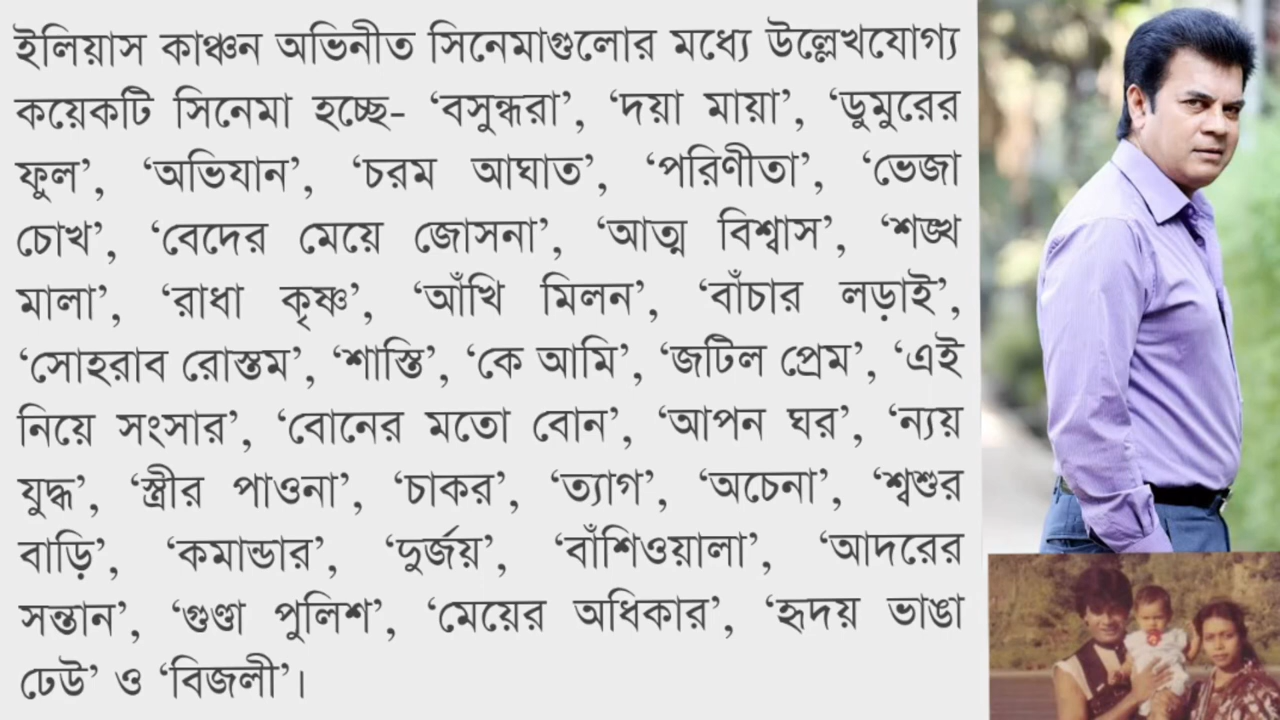 ইলিয়াস কাঞ্চন অভিনীত সিনেমাগুলোর মধ্যে উল্লেখযোগ্য
কয়েকটি সিনেমা হচ্ছে- ‘বসুন্ধরা’, ‘দয়া মায়া’, ‘ডুমুরের
ফুল’, ‘অভিযান’, ‘চরম আঘাত’, ‘পরিণীতা’, ‘ভেজা
চোখ’, ‘বেদের মেয়ে জোসনা’, ‘আত্ম বিশ্বাস’, ‘শঙ্খ
মালা’, ‘রাধা কৃষ্ণ’, ‘আঁখি মিলন’, ‘বাঁচার লড়াই’,
‘সোহরাব রোস্তম’, ‘শাস্তি’, ‘কে আমি’, ‘জটিল প্রেম’, ‘এই
নিয়ে সংসার’, ‘বোনের মতো বোন’, ‘আপন ঘর’, ‘ন্যয়
যুদ্ধ’, ‘স্ত্রীর পাওনা’, ‘চাকর’, ‘ত্যাগ’, ‘অচেনা’, ‘শ্বশুর
বাড়ি’, ‘কমান্ডার’, ‘দুর্জয়’, ‘বাঁশিওয়ালা’, ‘আদরের
সন্তান’, ‘গুণ্ডা পুলিশ’, ‘মেয়ের অধিকার’, ‘হৃদয় ভাঙা
ঢেউ’ ও ‘বিজলী’।